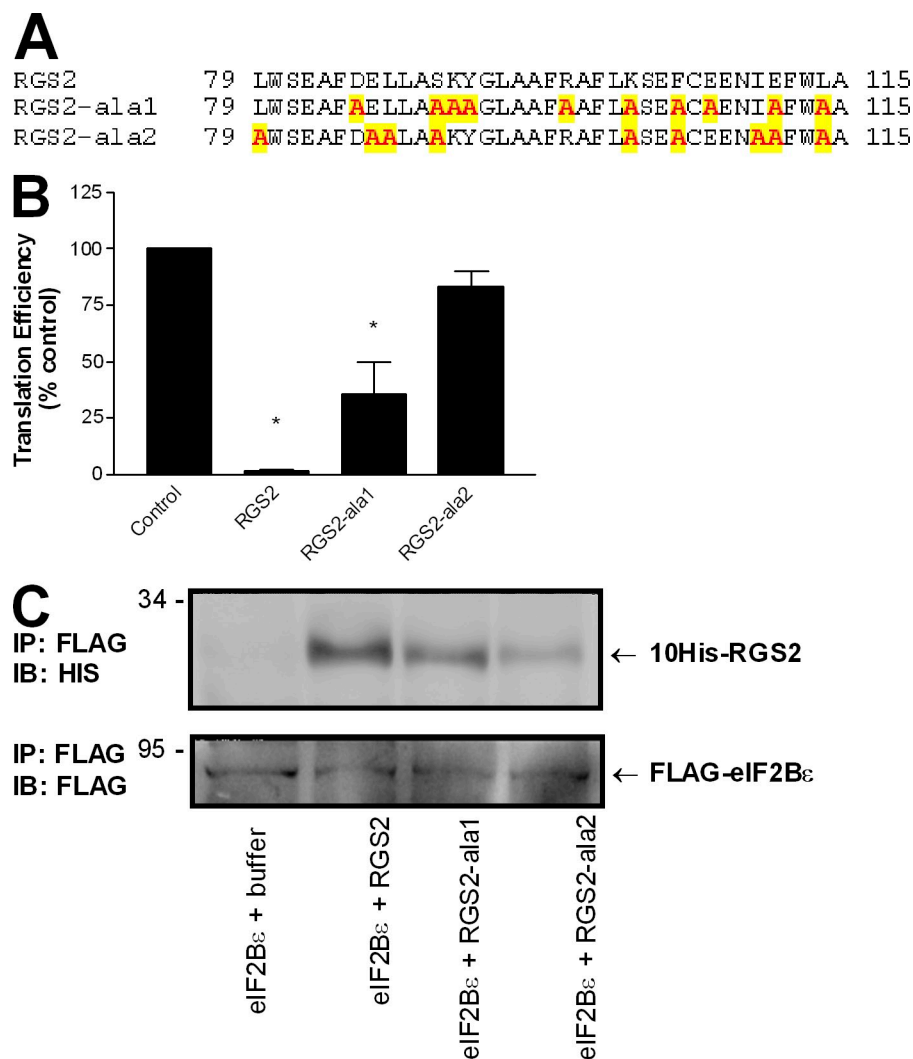 A
RGS2 79 LWSEAFDELLASKYGLAAFRAFLKSEFCEENIEFWLA 115
RGS2-ala1 79 LWSEAFAELLAAAAGLAAFAAFLASEACAENIAFWAA 115
RGS2-ala2 79 AWSEAFDAALAAKYGLAAFRAFLASEACEENAAFWAA 115
B
Translation Efficiency
(% control)
125
100
75
50
25
0
*
*
Control
RGS2
RGS2-ala1
RGS2-ala2
C
34 -
IP: FLAG
IB: HIS
← 10His-RGS2
95 -
IP: FLAG
IB: FLAG
← FLAG-eIF2Bε
eIF2Bε + buffer
eIF2Bε + RGS2
eIF2Bε + RGS2-ala1
eIF2Bε + RGS2-ala2